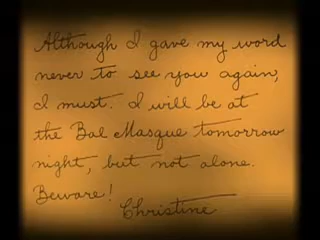 Although I gave my word
never to see you again,
I must. I will be at
the Bal Masque tomorrow
night, but not alone.
Beware!
Christine